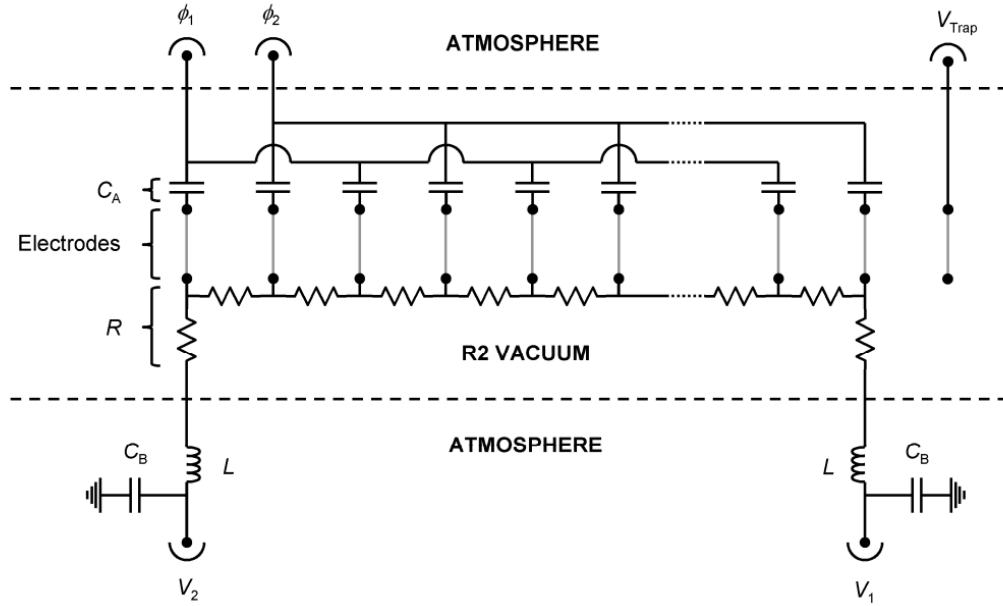 ϕ1 ϕ2 VTrap
ATMOSPHERE
CA
Electrodes
R
R2 VACUUM
ATMOSPHERE
CB L L CB
V2 V1